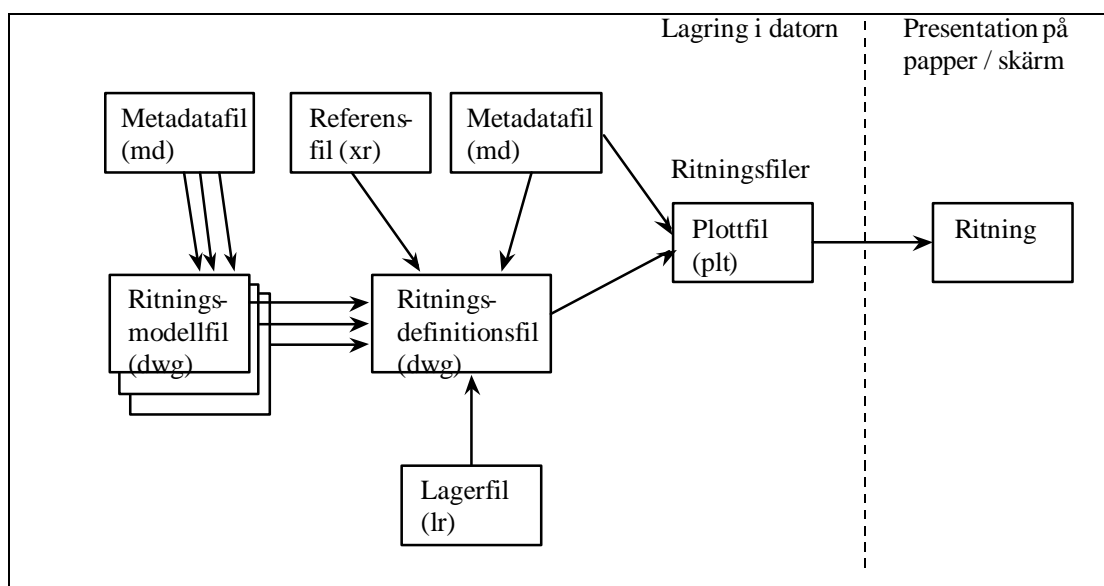 Lagring i datorn
Presentation på
papper / skärm
Metadatafil
(md)
Referens-
fil (xr)
Metadatafil
(md)
Ritningsfiler
Plottfil
(plt)
Ritning
Ritnings-
modellfil
(dwg)
Ritnings-
definitionsfil
(dwg)
Lagerfil
(lr)